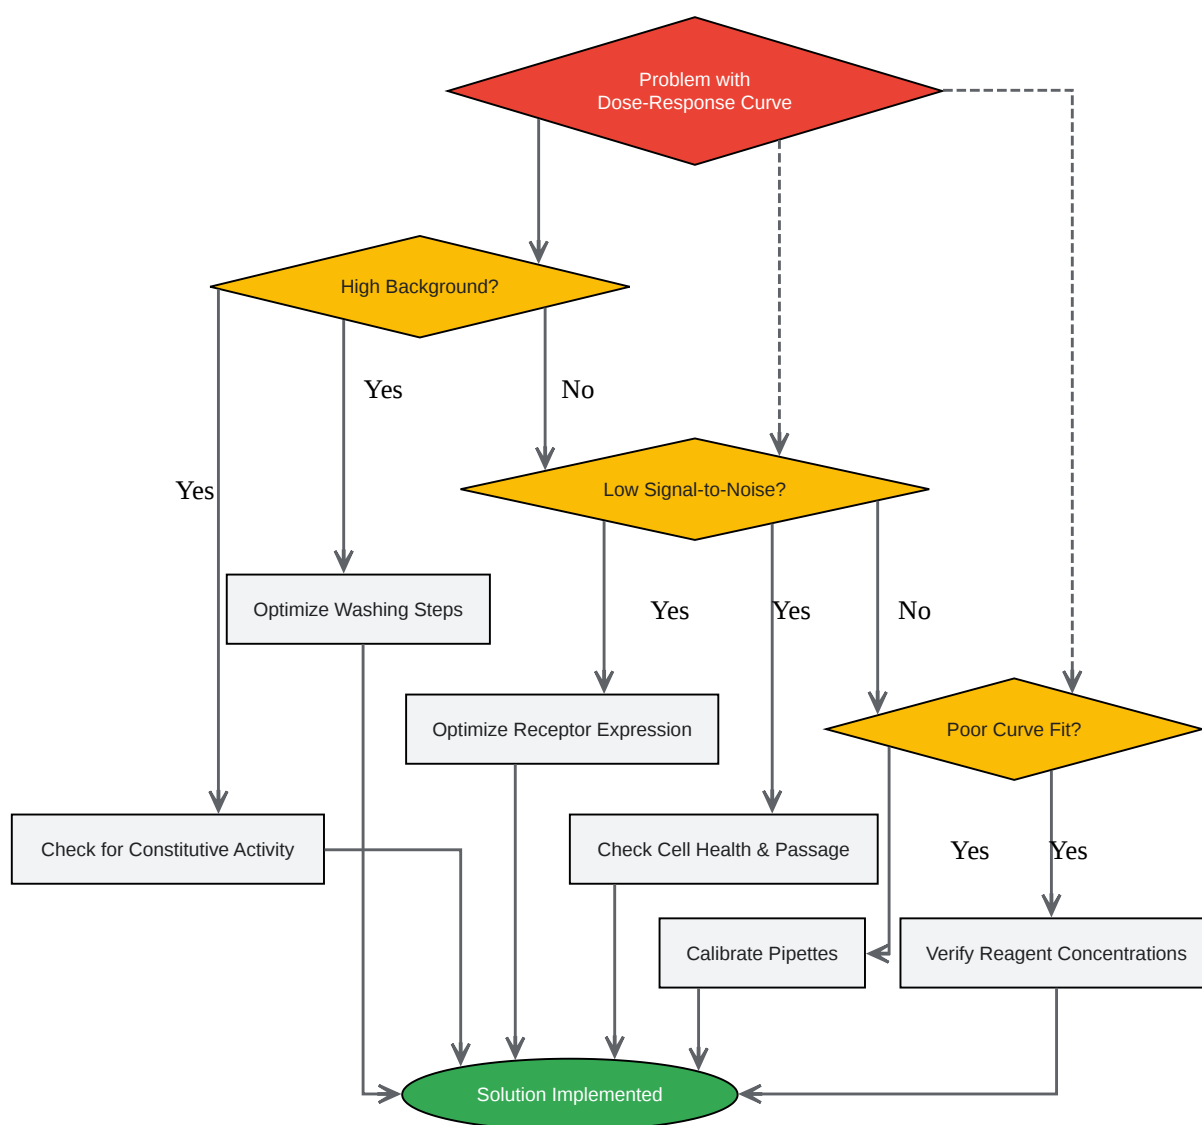 Problem with
Dose-Response Curve
High Background?
Yes
No
Yes
Low Signal-to-Noise?
Optimize Washing Steps
Yes
Yes
No
Optimize Receptor Expression
Poor Curve Fit?
Check for Constitutive Activity
Check Cell Health & Passage
Yes
Yes
Calibrate Pipettes
Verify Reagent Concentrations
Solution Implemented